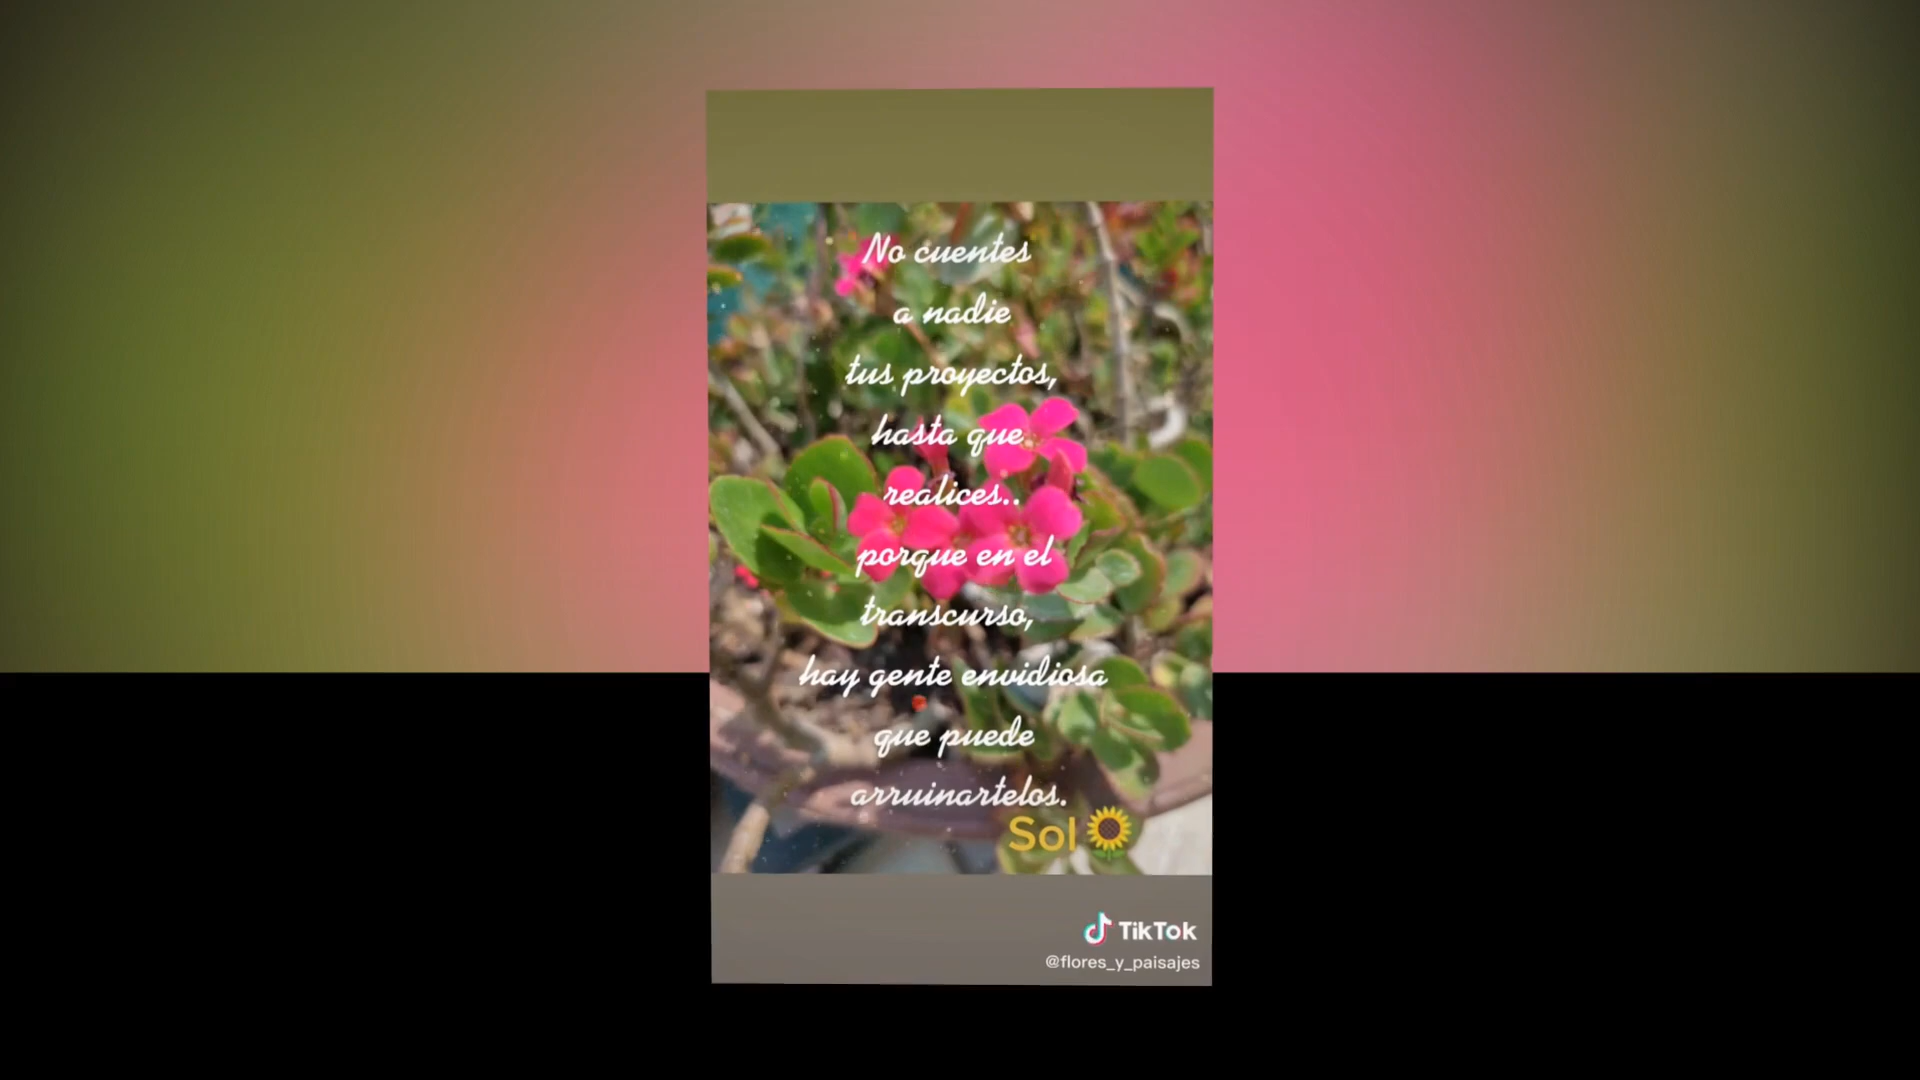 No cuentes
a nadie
tus proyectos,
hasta que
realices..
porque en el
transcurso,
hay gente envidiosa
que puede
arruinartelos.
Sol🌻
TikTok
@flores_y_paisajes